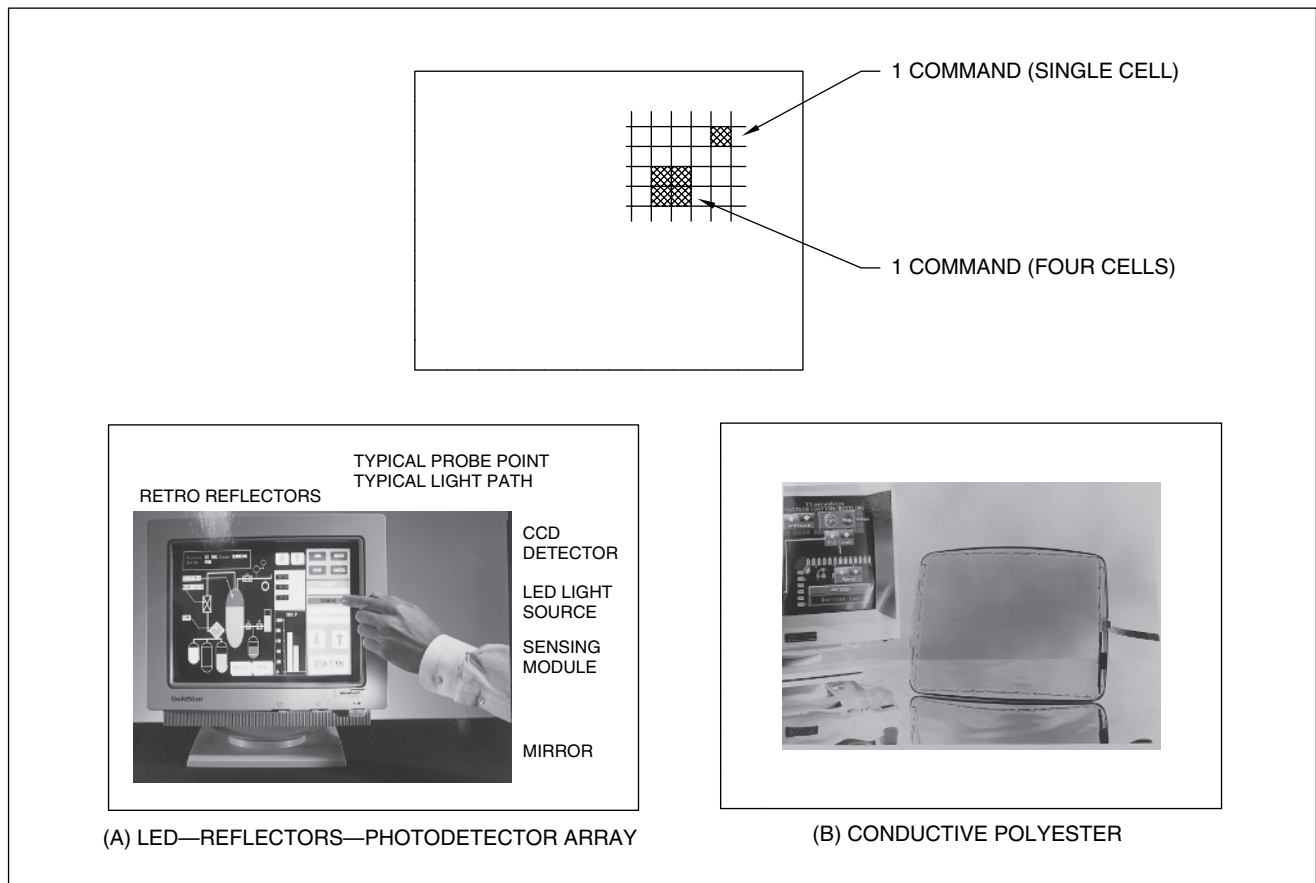 1 COMMAND (SINGLE CELL)
1 COMMAND (FOUR CELLS)
TYPICAL PROBE POINT
TYPICAL LIGHT PATH
RETRO REFLECTORS
CCD
DETECTOR
LED LIGHT
SOURCE
SENSING
MODULE
MIRROR
GoldStar
(A) LED—REFLECTORS—PHOTODETECTOR ARRAY
(B) CONDUCTIVE POLYESTER